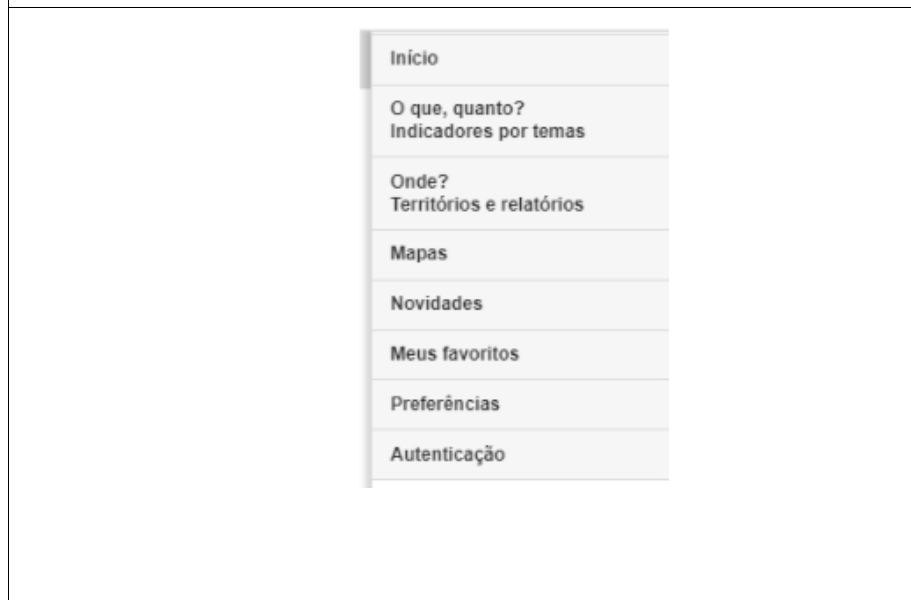 Início
O que, quanto?
Indicadores por temas
Onde?
Territórios e relatórios
Mapas
Novidades
Meus favoritos
Preferências
Autenticação